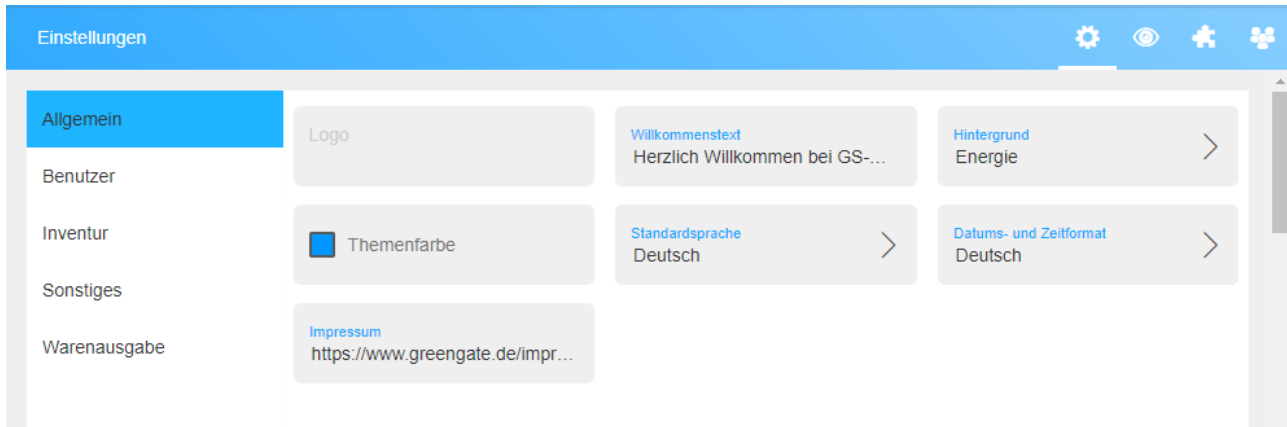 Einstellungen
Allgemein
Benutzer
Inventur
Sonstiges
Warenausgabe
Logo
Willkommenstext
Herzlich Willkommen bei GS-...
Hintergrund
Energie
Themenfarbe
Standardsprache
Deutsch
Datums- und Zeitformat
Deutsch
Impressum
https://www.greengate.de/impr...